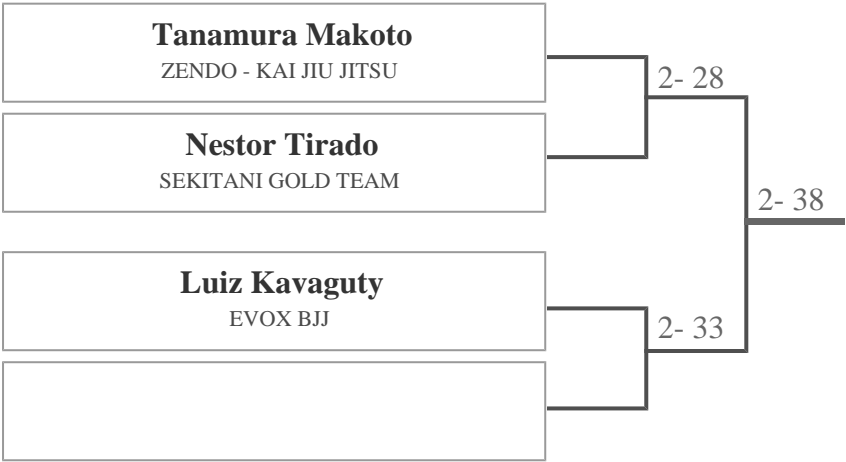 Tanamura Makoto
ZENDO - KAI JIU JITSU
2- 28
Nestor Tirado
SEKITANI GOLD TEAM
2- 38
Luiz Kavaguty
EVOX BJJ
2- 33